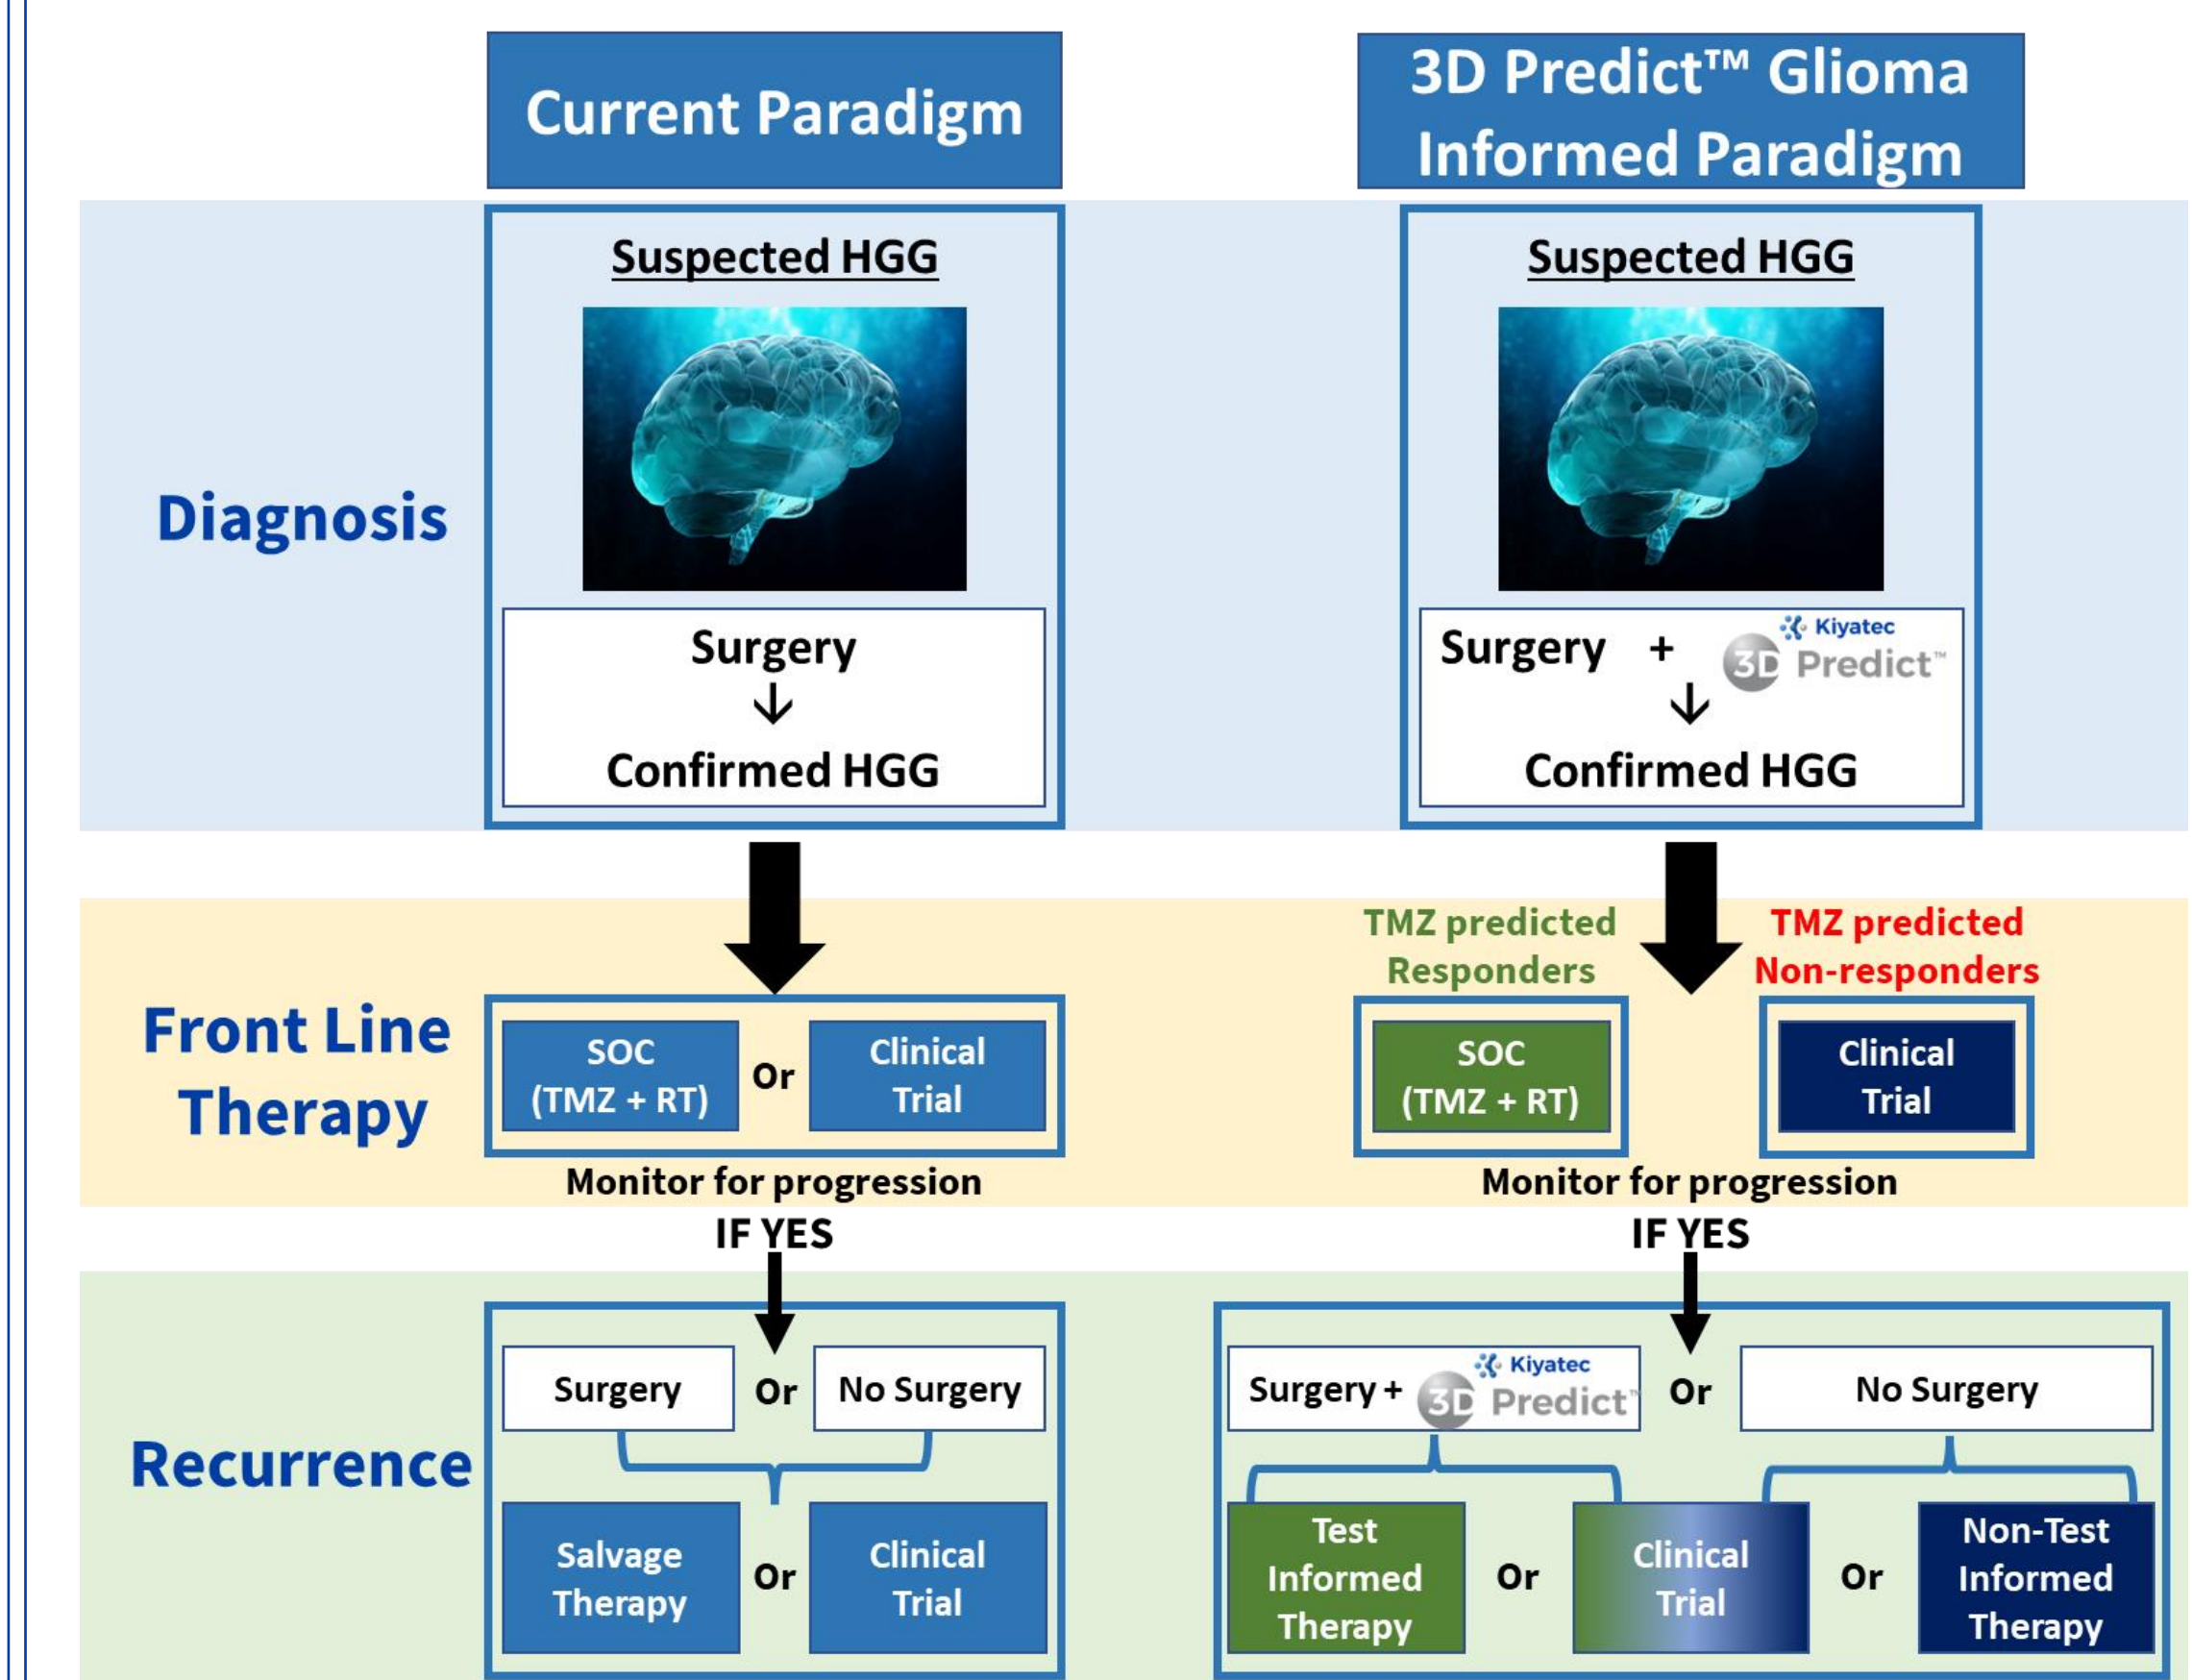 Current Paradigm
3D Predict™ Glioma
Informed Paradigm
Diagnosis
Suspected HGG
Surgery
↓
Confirmed HGG
Suspected HGG
Surgery +
Kiyatec
3D Predict™
↓
Confirmed HGG
Front Line
Therapy
SOC
(TMZ + RT)
Or
Clinical
Trial
Monitor for progression
IF YES
TMZ predicted
Responders
TMZ predicted
Non-responders
SOC
(TMZ + RT)
Clinical
Trial
Monitor for progression
IF YES
Recurrence
Surgery
Or
No Surgery
Salvage
Therapy
Or
Clinical
Trial
Surgery +
Kiyatec
3D Predict™
Or
No Surgery
Test
Informed
Therapy
Or
Clinical
Trial
Or
Non-Test
Informed
Therapy